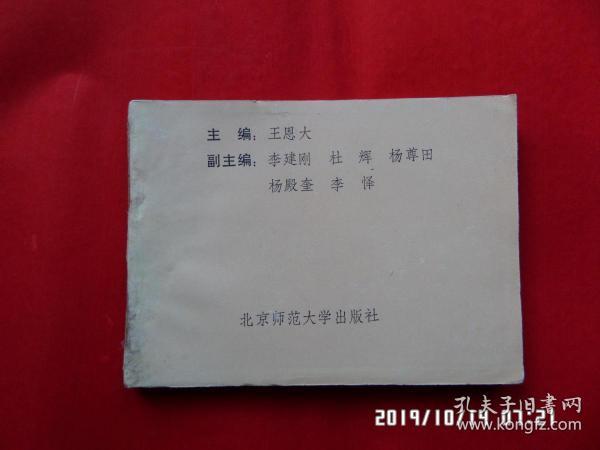 主 编：王恩大
副主编：李建刚 杜 辉 杨尊田
杨殿奎 李 怿
北京师范大学出版社
2019/10/19 07:21
孔夫子旧書网
www.kongfz.com